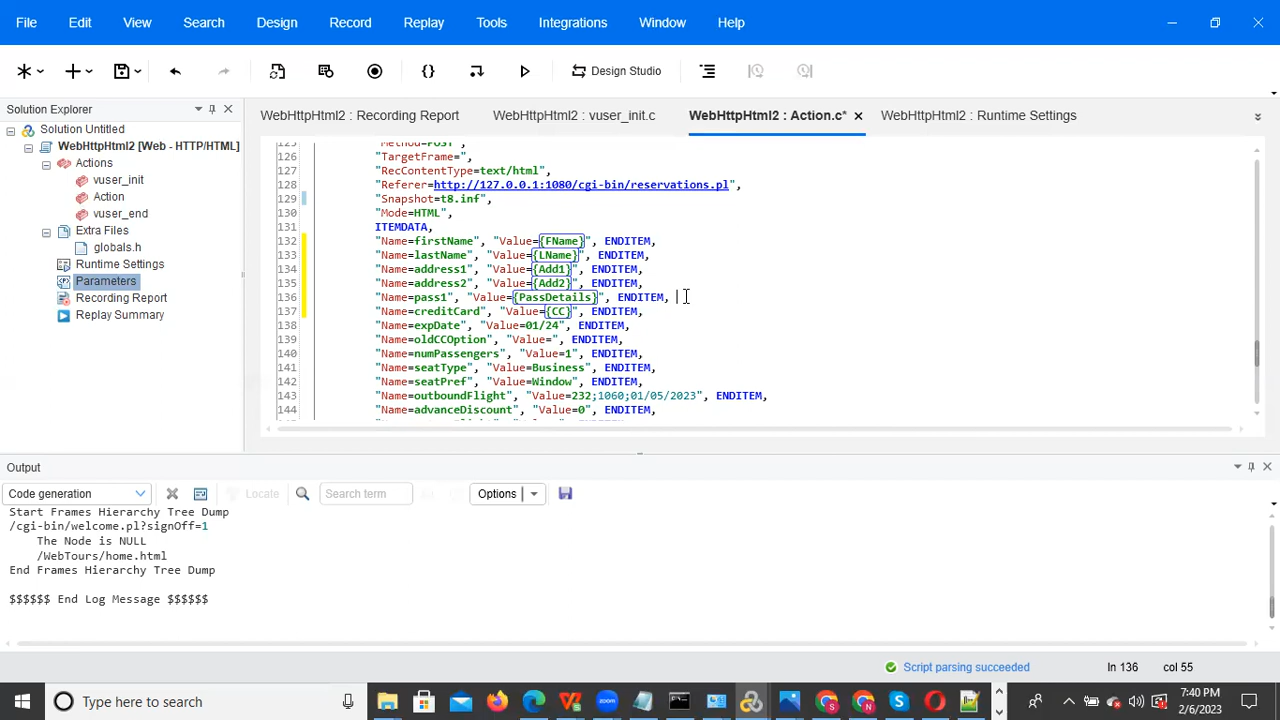 File Edit View Search Design Record Replay Tools Integrations Window Help
Design Studio
Solution Explorer
WebHttpHtml2 : Recording Report WebHttpHtml2 : vuser_init.c WebHttpHtml2 : Action.c* WebHttpHtml2 : Runtime Settings
Solution Untitled
WebHttpHtml2 [Web - HTTP/HTML]
Actions
vuser_init
Action
vuser_end
Extra Files
globals.h
Runtime Settings
Parameters
Recording Report
Replay Summary
125 "Method=POST",
126 "TargetFrame=",
127 "RecContentType=text/html",
128 "Referer=http://127.0.0.1:1080/cgi-bin/reservations.pl",
129 "Snapshot=t8.inf",
130 "Mode=HTML",
131 ITEMDATA,
132 "Name=firstName", "Value={FName}", ENDITEM,
133 "Name=lastName", "Value={LName}", ENDITEM,
134 "Name=address1", "Value={Add1}", ENDITEM,
135 "Name=address2", "Value={Add2}", ENDITEM,
136 "Name=pass1", "Value={PassDetails}", ENDITEM,
137 "Name=creditCard", "Value={CC}", ENDITEM,
138 "Name=expDate", "Value=01/24", ENDITEM,
139 "Name=oldCCOption", "Value=", ENDITEM,
140 "Name=numPassengers", "Value=1", ENDITEM,
141 "Name=seatType", "Value=Business", ENDITEM,
142 "Name=seatPref", "Value=Window", ENDITEM,
143 "Name=outboundFlight", "Value=232;1060;01/05/2023", ENDITEM,
144 "Name=advanceDiscount", "Value=0", ENDITEM,
Output
Code generation Locate Search term Options
Start Frames Hierarchy Tree Dump
/cgi-bin/welcome.pl?signOff=1
The Node is NULL
/WebTours/home.html
End Frames Hierarchy Tree Dump
$$$$$$ End Log Message $$$$$$
Script parsing succeeded ln 136 col 55
Type here to search
7:40 PM
2/6/2023